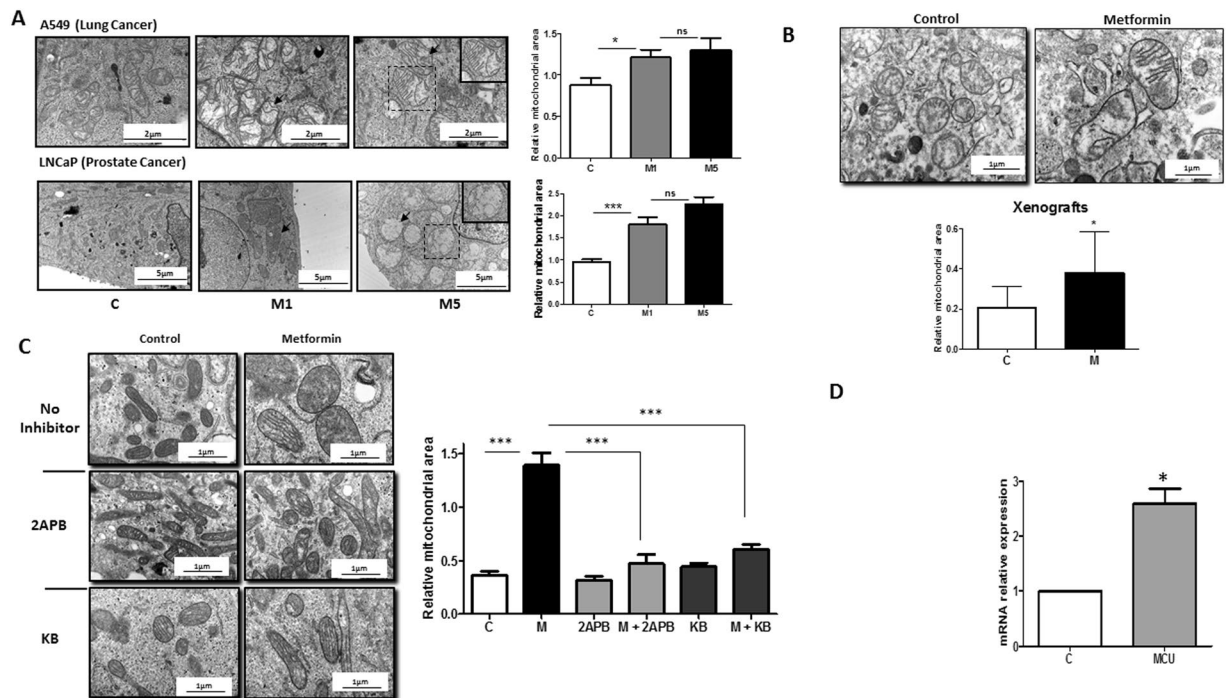 A
A549 (Lung Cancer)
2μm
2μm
2μm
LNCaP (Prostate Cancer)
5μm
5μm
5μm
C
M1
M5
Relative mitochondrial area
1.5
1.0
0.5
0.0
*
ns
C
M1
M5
Relative mitochondrial area
2.5
2.0
1.5
1.0
0.5
0.0
***
ns
C
M1
M5
B
Control
Metformin
1μm
1μm
Xenografts
Relative mitochondrial area
0.6
0.4
0.2
0.0
*
C
M
C
Control
Metformin
No
Inhibitor
1μm
1μm
2APB
1μm
1μm
KB
1μm
1μm
Relative mitochondrial area
1.5
1.0
0.5
0.0
***
***
***
C
M
2APB
M + 2APB
KB
M + KB
D
mRNA relative expression
3
2
1
0
*
C
MCU